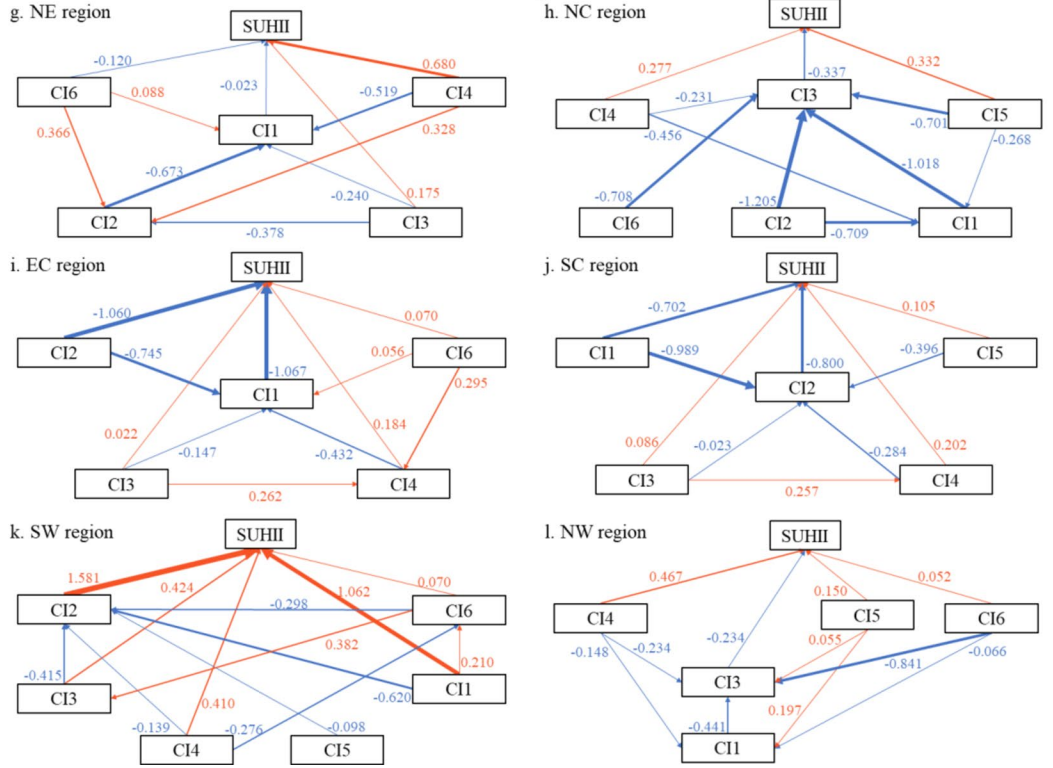 g. NE region
SUHII
-0.120
0.680
CI6
0.088
-0.023
-0.519
CI4
CI1
0.366
0.328
-0.673
-0.240
0.175
CI2
CI3
-0.378
h. NC region
SUHII
0.277
0.332
-0.337
CI3
CI4
-0.231
CI5
-0.456
-0.701
-0.268
-1.018
-0.708
-1.205
CI6
CI2
CI1
-0.709
i. EC region
SUHII
-1.060
0.070
CI2
-0.745
0.056
CI6
-1.067
0.295
CI1
0.022
0.184
-0.147
-0.432
CI3
CI4
0.262
j. SC region
SUHII
-0.702
0.105
CI1
-0.989
-0.800
-0.396
CI5
CI2
0.086
-0.023
-0.284
0.202
CI3
CI4
0.257
k. SW region
SUHII
1.581
0.424
1.062
0.070
CI2
-0.298
CI6
0.382
-0.415
0.210
CI3
CI1
0.410
-0.620
-0.139
-0.276
-0.098
CI4
CI5
l. NW region
SUHII
0.467
0.150
0.052
CI4
CI5
CI6
-0.234
-0.148
-0.234
0.055
-0.066
-0.841
CI3
0.197
-0.441
CI1